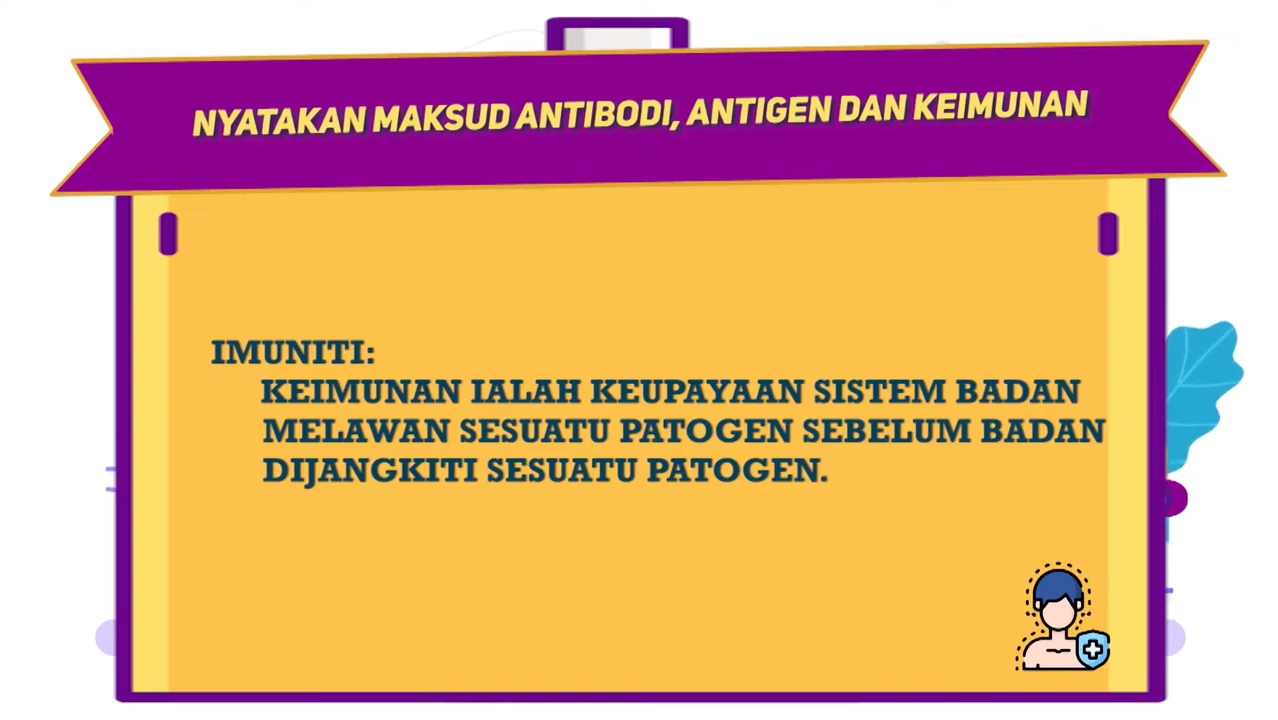 NYATAKAN MAKSUD ANTIBODI, ANTIGEN DAN KEIMUNAN
IMUNITI:
KEIMUNAN IALAH KEUPAYAAN SISTEM BADAN
MELAWAN SESUATU PATOGEN SEBELUM BADAN
DIJANGKITI SESUATU PATOGEN.